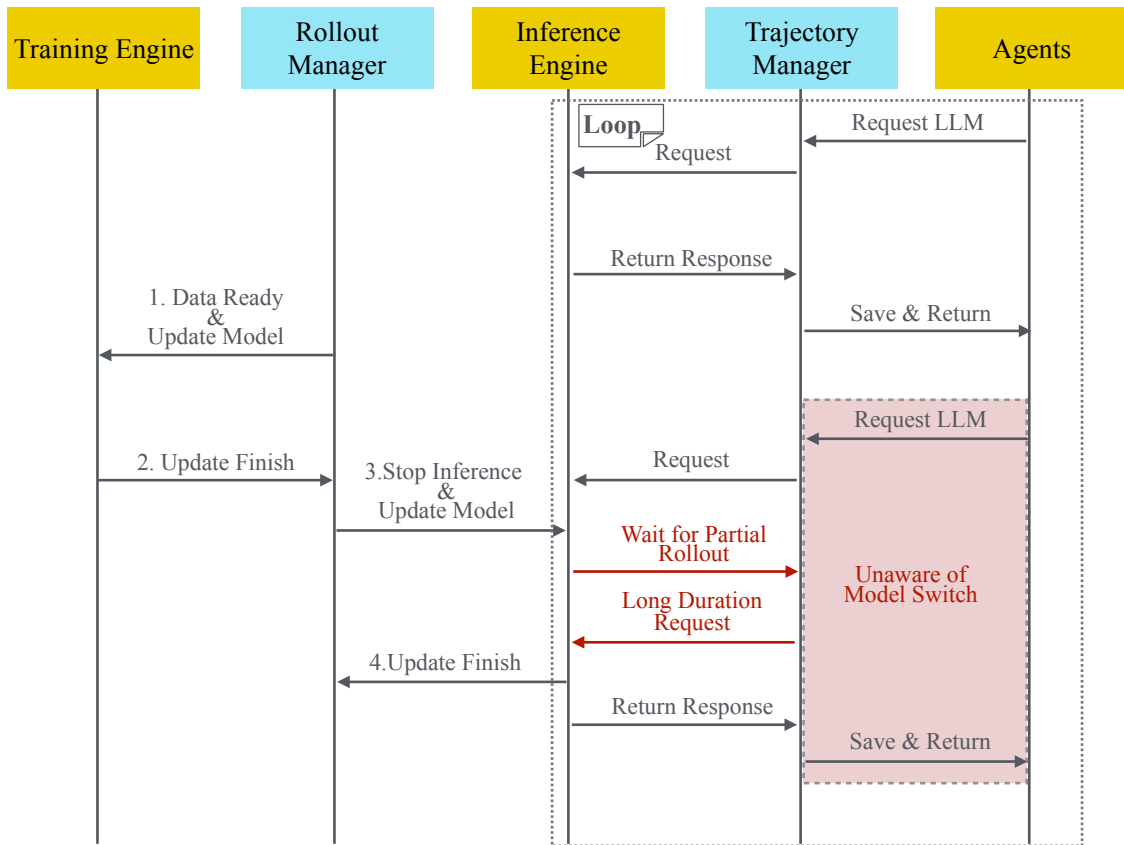 Training Engine
Rollout
Manager
Inference
Engine
Trajectory
Manager
Agents
Loop
Request LLM
Request
Return Response
1. Data Ready
&
Update Model
Save & Return
Request LLM
2. Update Finish
3.Stop Inference
&
Update Model
Request
Wait for Partial
Rollout
Unaware of
Model Switch
Long Duration
Request
4.Update Finish
Return Response
Save & Return